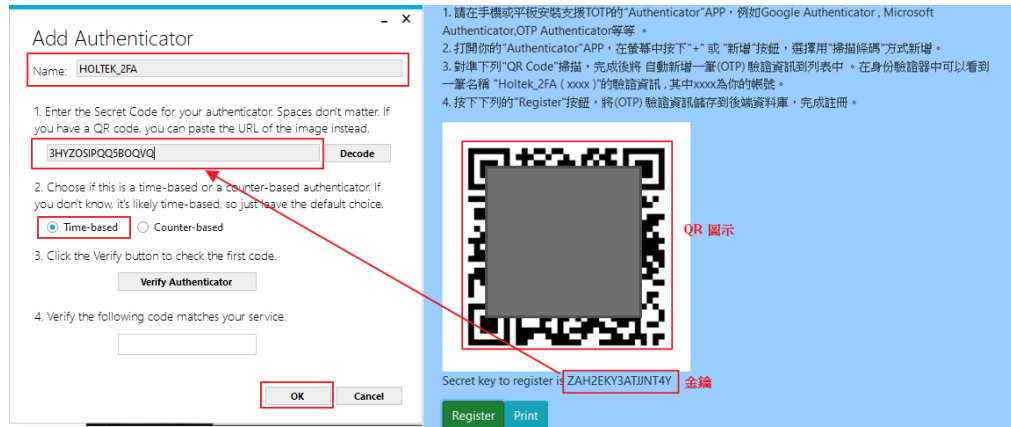 Add Authenticator
Name: HOLTEK_2FA
1. Enter the Secret Code for your authenticator. Spaces don't matter. If
you have a QR code, you can paste the URL of the image instead.
3HYZOSIPQQ5BOQVQ
Decode
2. Choose if this is a time-based or a counter-based authenticator. If
you don't know, it's likely time-based, so just leave the default choice.
Time-based
Counter-based
3. Click the Verify button to check the first code.
Verify Authenticator
4. Verify the following code matches your service.
OK
Cancel
1. 請在手機或平板安裝支援TOTP的"Authenticator"APP,例如Google Authenticator , Microsoft
Authenticator,OTP Authenticator等等 。
2. 打開你的"Authenticator"APP,在螢幕中按下"+" 或 "新增"按鈕,選擇用"掃描條碼"方式新增。
3. 對準下列"QR Code"掃描,完成後將 自動新增一筆(OTP) 驗證資訊到列表中 。在身份驗證器中可以看到
一筆名稱 "Holtek_2FA ( xxxx )"的驗證資訊 , 其中xxxx為你的帳號。
4. 按下下列的"Register"按鈕,將(OTP) 驗證資訊儲存到後端資料庫,完成註冊。
QR 圖示
Secret key to register is ZAH2EKY3ATJJNT4Y
金鑰
Register
Print